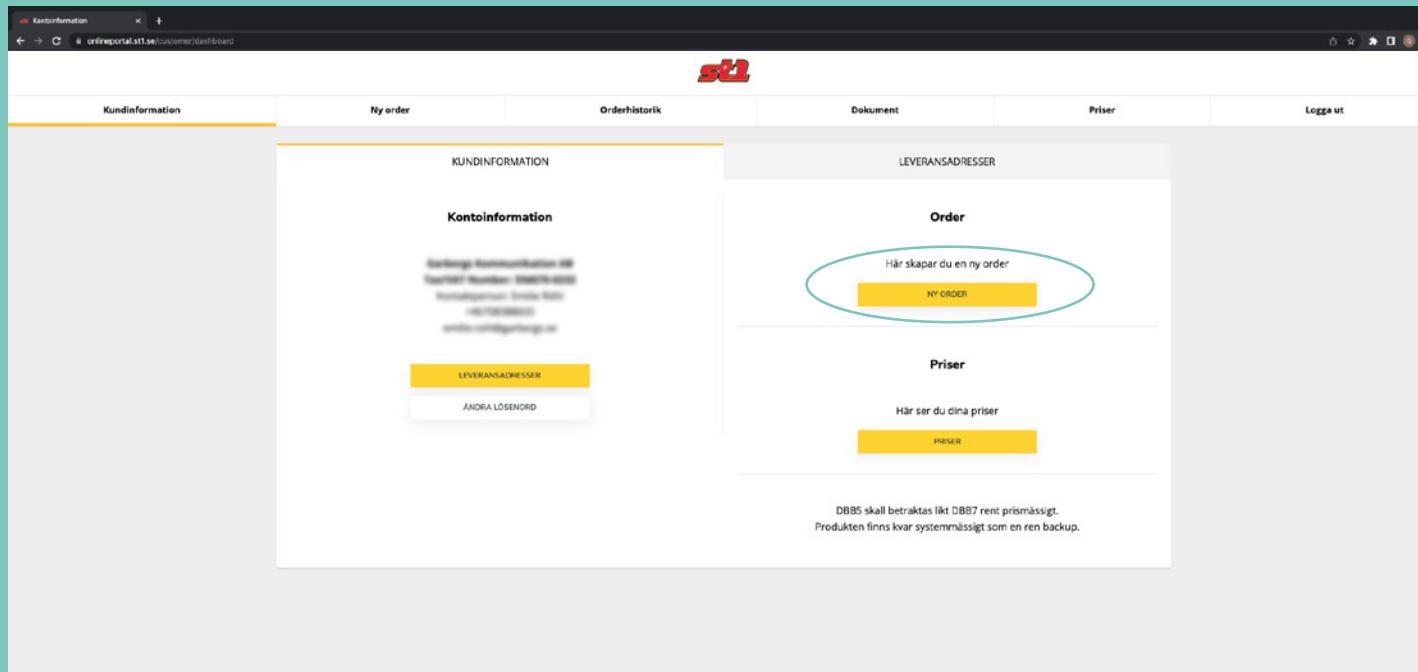 Kontoinformation
onlineportal.st1.se/customer/dashboard
st1
Kundinformation
Ny order
Orderhistorik
Dokument
Priser
Logga ut
KUNDINFORMATION
LEVERANSADRESSER
Kontoinformation
LEVERANSADRESSER
ÄNDRA LÖSENORD
Order
Här skapar du en ny order
NY ORDER
Priser
Här ser du dina priser
PRISER
DBB5 skall betraktas likt DBB7 rent prismässigt.
Produkten finns kvar systemmässigt som en ren backup.